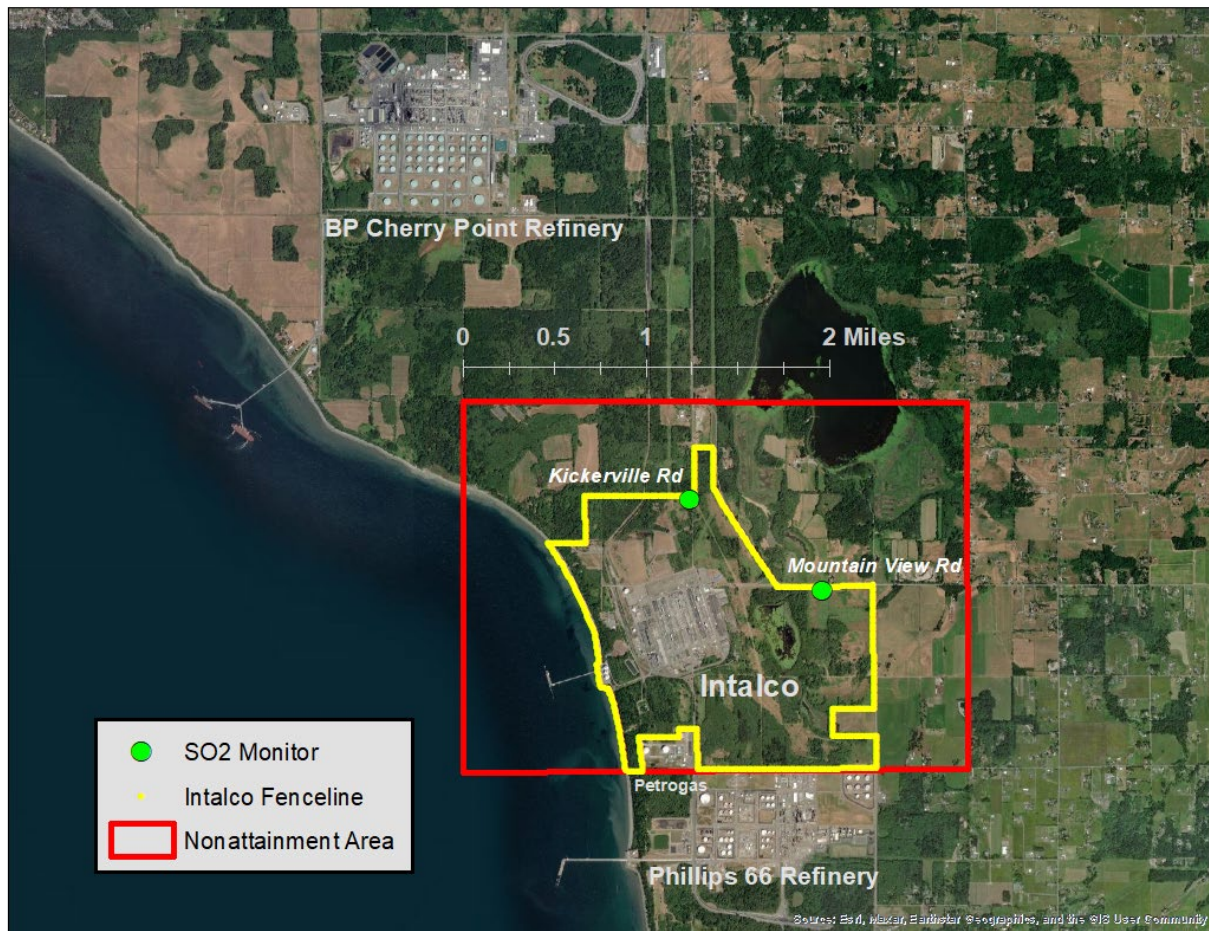 BP Cherry Point Refinery
0 0.5 1 2 Miles
Kickerville Rd
Mountain View Rd
Intalco
SO2 Monitor
Intalco Fenceline
Nonattainment Area
Petrogas
Phillips 66 Refinery
Source: Esri, Maxar, Earthstar Geographics, and the GIS User Community